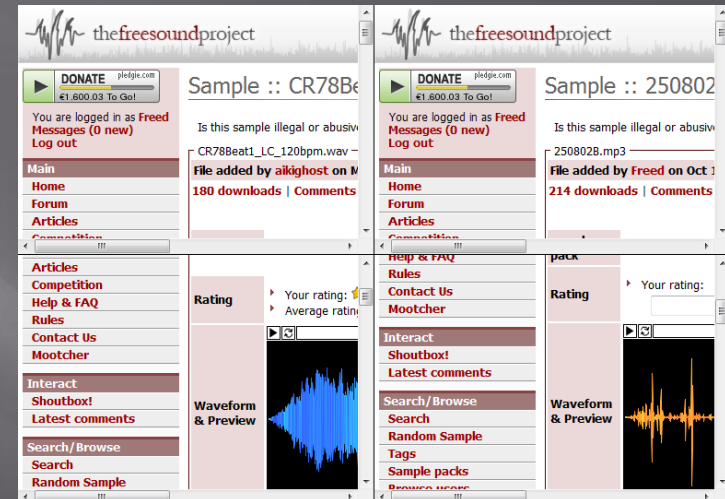 thefreesoundproject
DONATE pledgie.com
€1.600.03 To Go!
You are logged in as Freed
Messages (0 new)
Log out
Main
Home
Forum
Articles
Competition
Sample :: CR78Be
Is this sample illegal or abusiv
CR78Beat1_LC_120bpm.wav
File added by aikighost on M
180 downloads | Comments
thefreesoundproject
DONATE pledgie.com
€1.600.03 To Go!
You are logged in as Freed
Messages (0 new)
Log out
Main
Home
Forum
Articles
Competition
Sample :: 250802
Is this sample illegal or abusiv
250802B.mp3
File added by Freed on Oct 1
214 downloads | Comments
Articles
Competition
Help & FAQ
Rules
Contact Us
Mootcher
Interact
Shoutbox!
Latest comments
Search/Browse
Search
Random Sample
Rating
Your rating:
Average rating
Waveform
& Preview
Help & FAQ
Rules
Contact Us
Mootcher
Interact
Shoutbox!
Latest comments
Search/Browse
Search
Random Sample
Tags
Sample packs
Browse users
pack
Rating
Your rating:
Waveform
& Preview